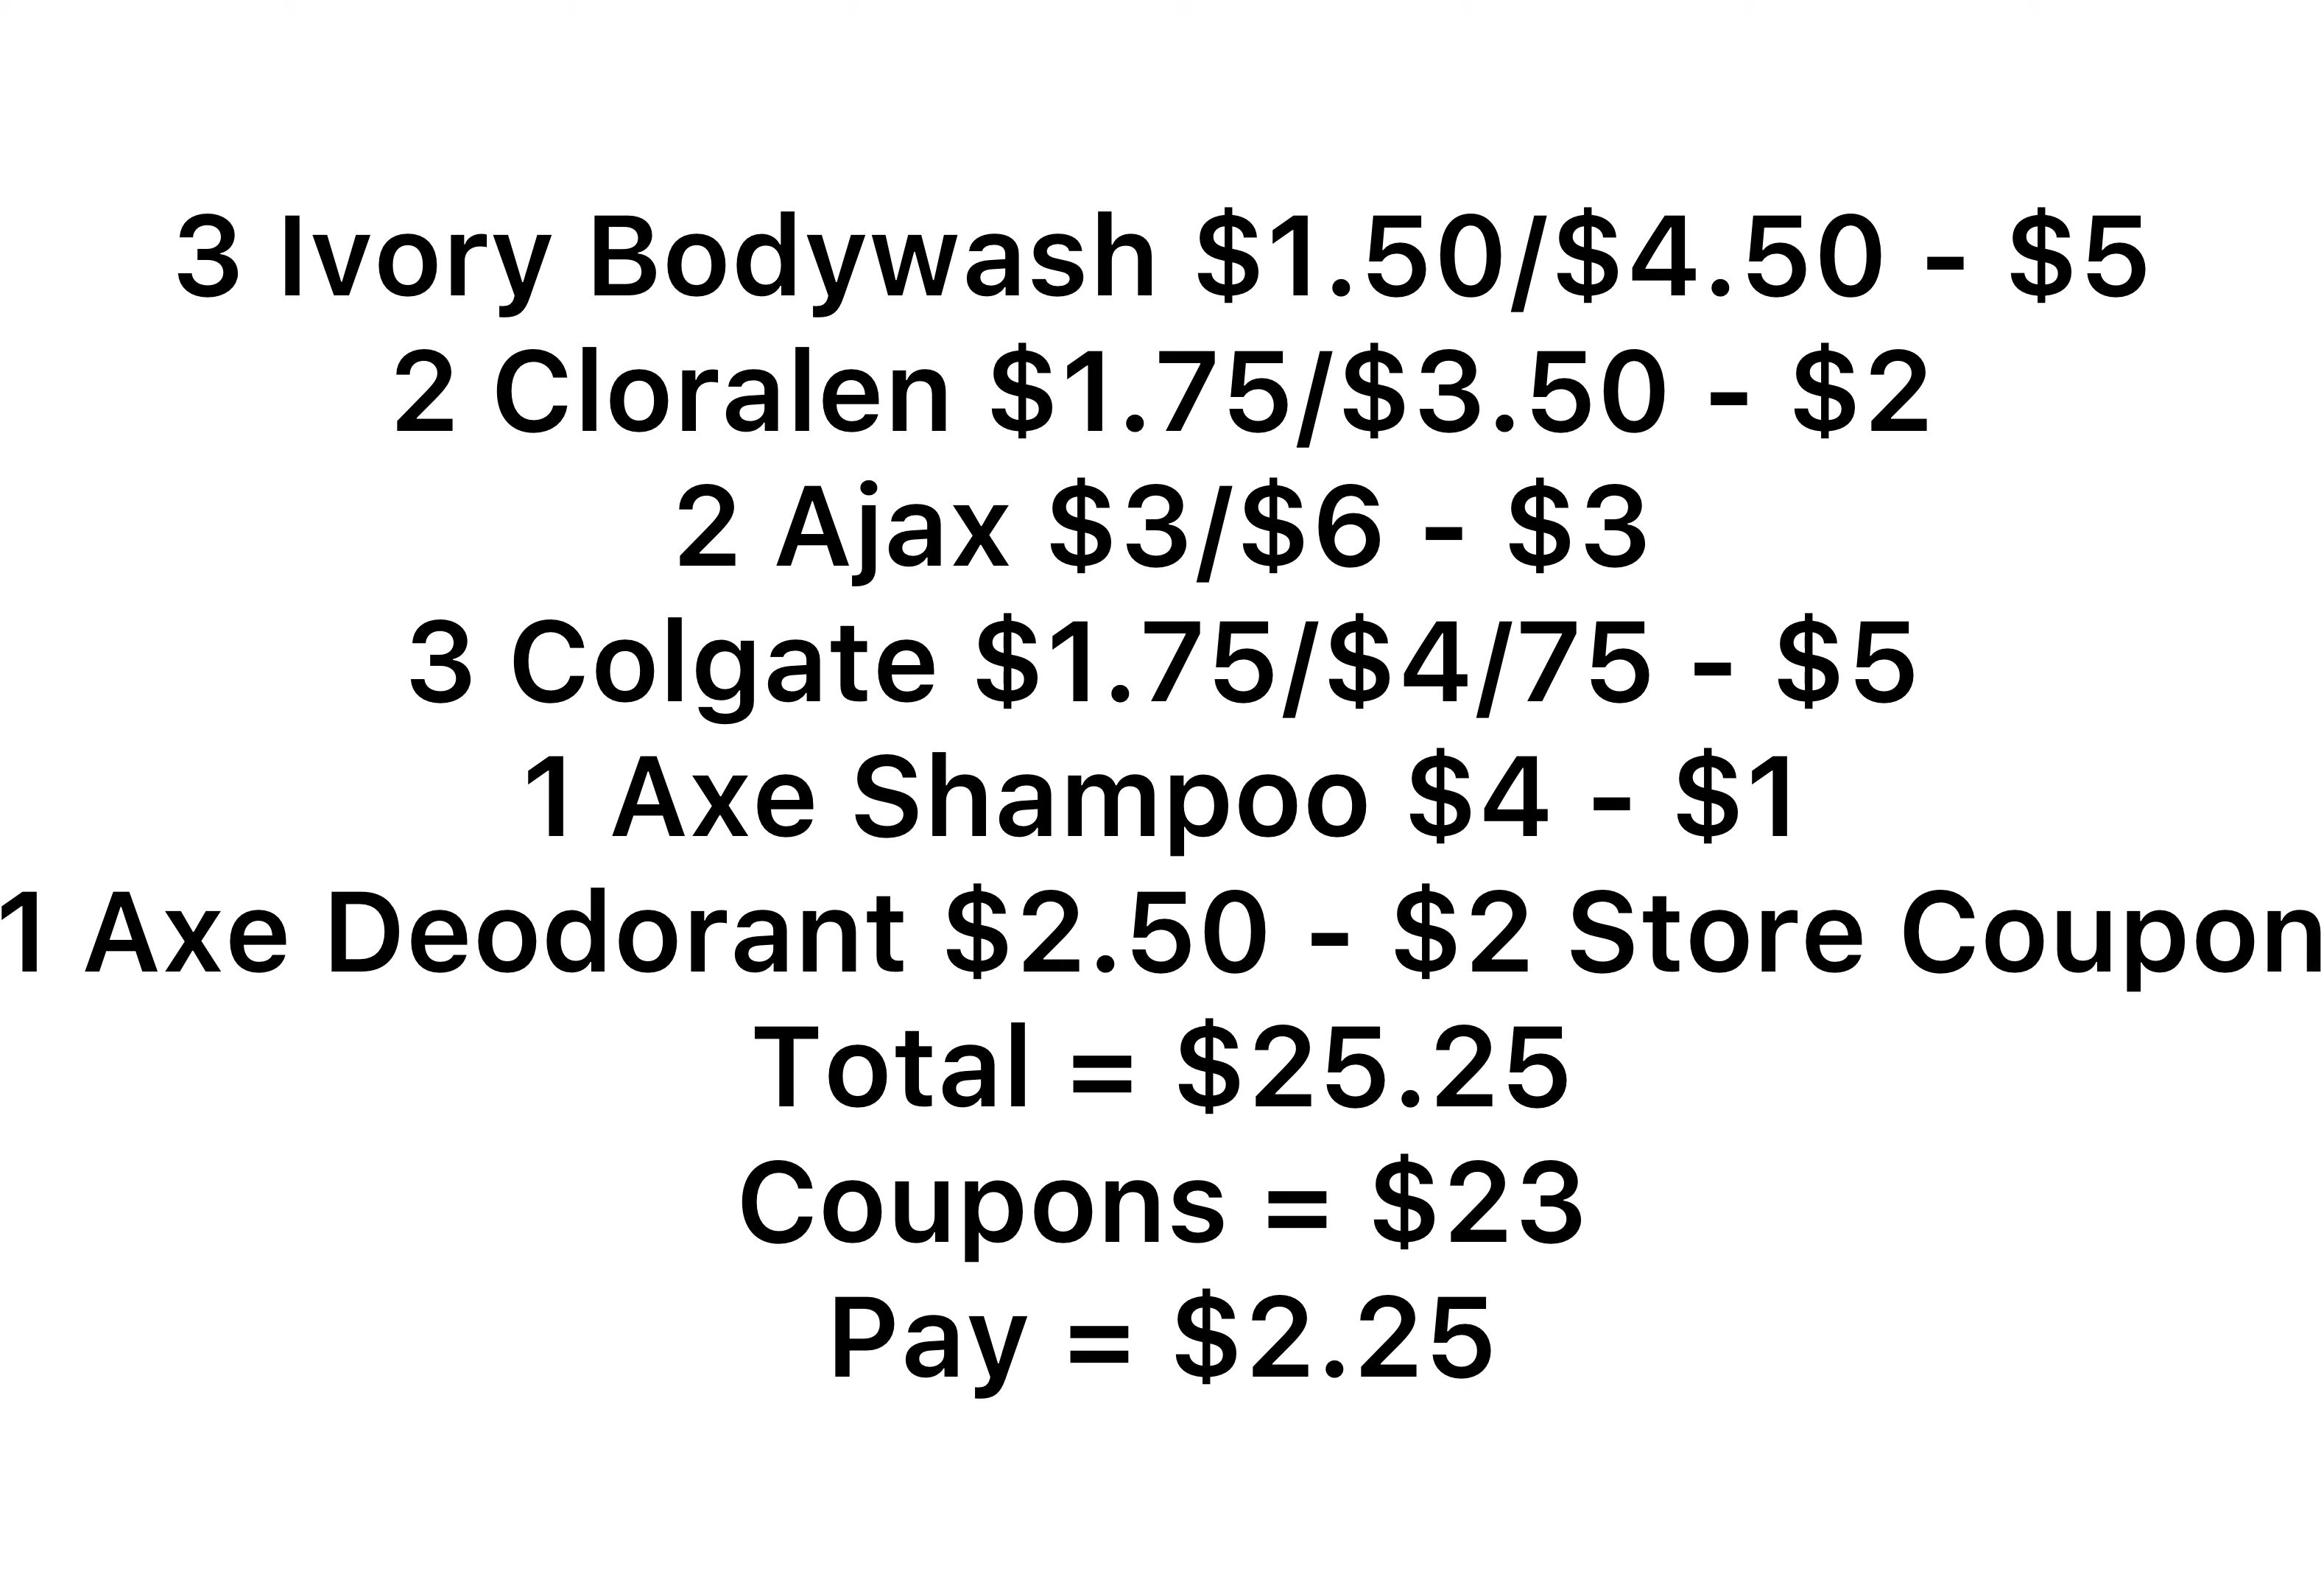 3 Ivory Bodywash $1.50/$4.50 - $5
2 Cloralen $1.75/$3.50 - $2
2 Ajax $3/$6 - $3
3 Colgate $1.75/$4/75 - $5
1 Axe Shampoo $4 - $1
1 Axe Deodorant $2.50 - $2 Store Coupon
Total = $25.25
Coupons = $23
Pay = $2.25